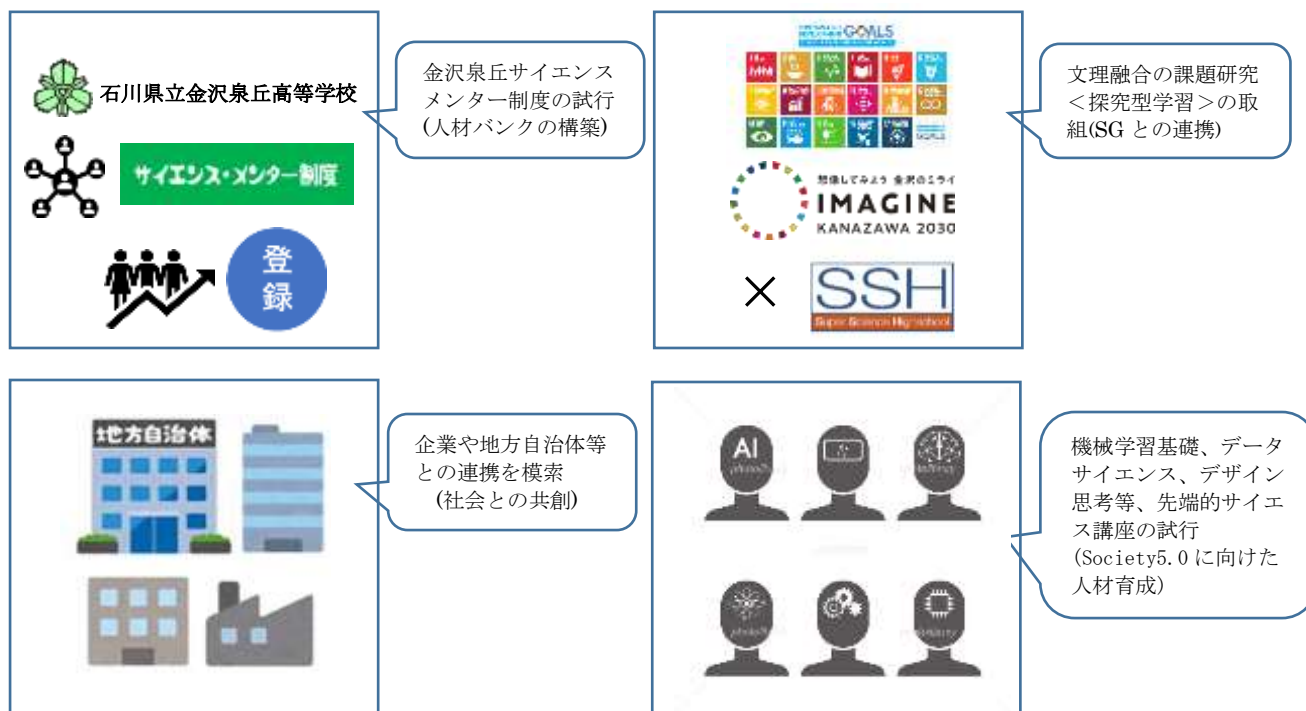 石川県立金沢泉丘高等学校
サイエンス・メンター制度
登
録
金沢泉丘サイエンス
メンター制度の試行
(人材バンクの構築)
GOALS
想像してみよう 金沢のミライ
IMAGINE
KANAZAWA 2030
×
SSH
Super Science High school
文理融合の課題研究
<探究型学習>の取
組(SG との連携)
地方自治体
企業や地方自治体等
との連携を模索
(社会との共創)
AI
機械学習基礎、データ
サイエンス、デザイン
思考等、先端的サイエ
ス講座の試行
(Society5.0 に向けた
人材育成)